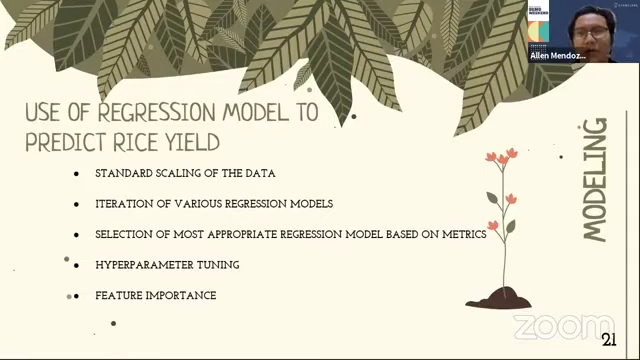 USE OF REGRESSION MODEL TO
PREDICT RICE YIELD
STANDARD SCALING OF THE DATA
ITERATION OF VARIOUS REGRESSION MODELS
SELECTION OF MOST APPROPRIATE REGRESSION MODEL BASED ON METRICS
HYPERPARAMETER TUNING
FEATURE IMPORTANCE
MODELING
Allen Mendoz...
zoom
21